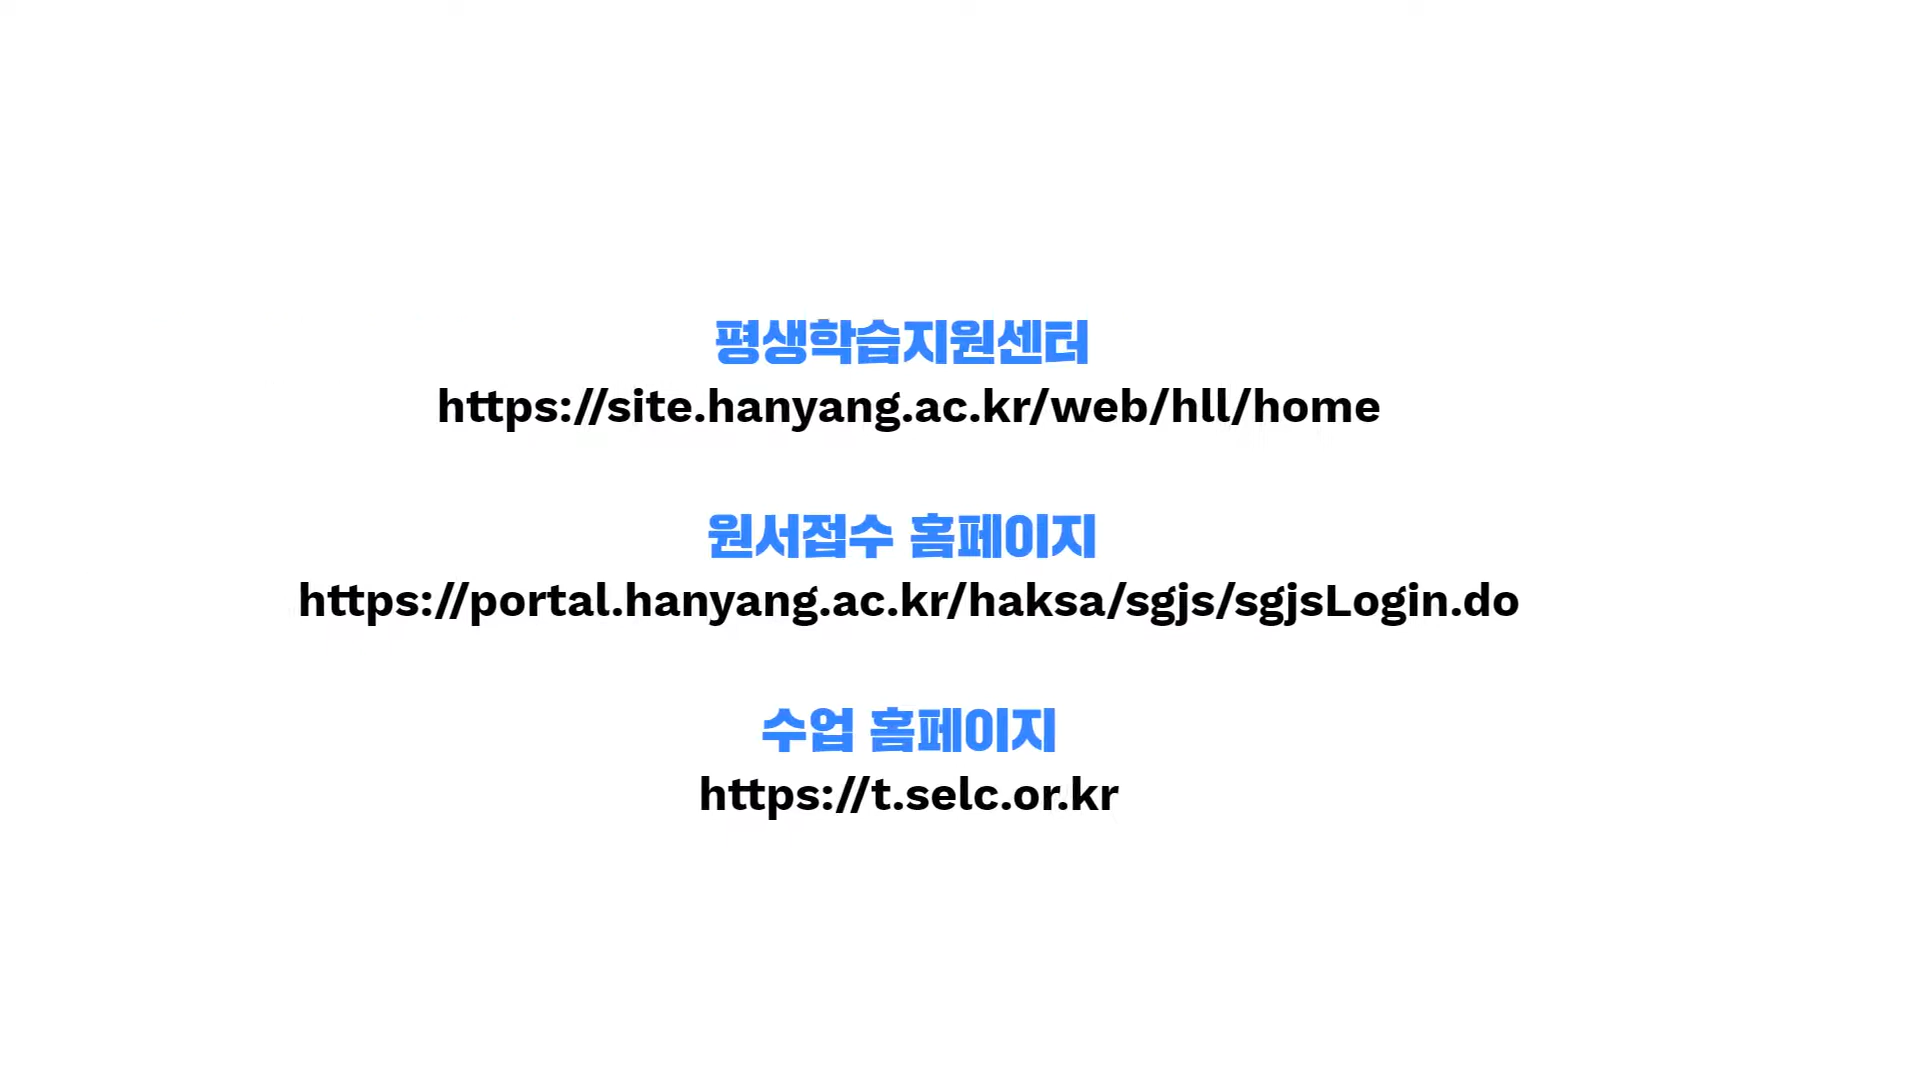 평생학습지원센터
https://site.hanyang.ac.kr/web/hll/home
원서접수 홈페이지
https://portal.hanyang.ac.kr/haksa/sgjs/sgjsLogin.do
수업 홈페이지
https://t.selc.or.kr